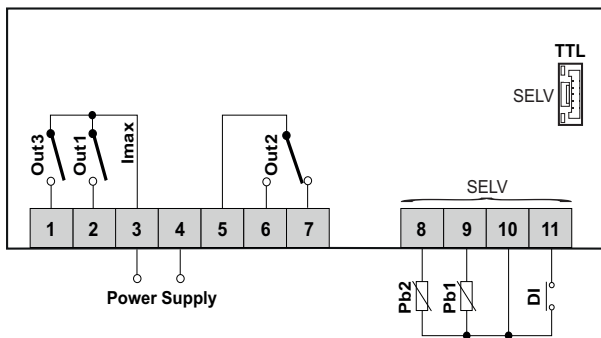 TTL
SELV
Out3
Out1
Imax
Out2
SELV
1 2 3 4 5 6 7 8 9 10 11
Power Supply
Pb2
Pb1
DI